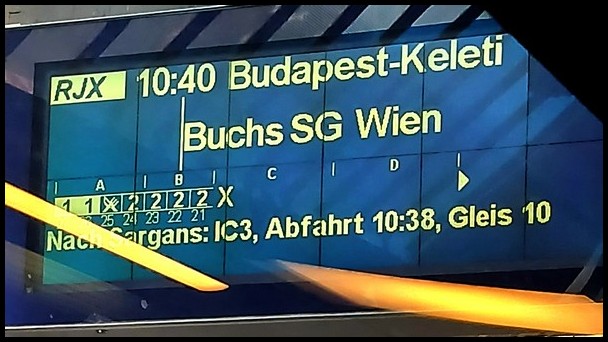 RJX 10:40 Budapest-Keleti
Buchs SG Wien
A B C D
1 1 X 2 2 2 2 X
25 24 23 22 21
Nach Sargans: IC3, Abfahrt 10:38, Gleis 10